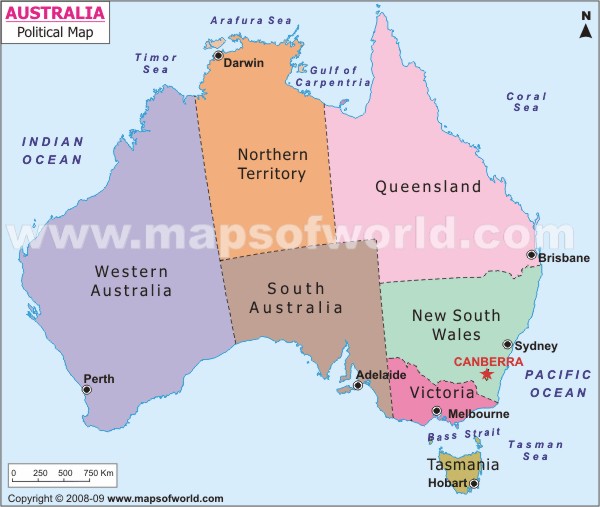 AUSTRALIA
Political Map
Arafura Sea
N
Timor
Sea
Darwin
Gulf of
Carpentria
Coral
Sea
INDIAN
OCEAN
Northern
Territory
Queensland
www.mapsofworld.com
Western
Australia
South
Australia
Brisbane
New South
Wales
Sydney
CANBERRA
PACIFIC
OCEAN
Perth
Adelaide
Victoria
Melbourne
Bass Strait
Tasman
Sea
Tasmania
Hobart
0 250 500 750 Km
Copyright © 2008-09 www.mapsofworld.com